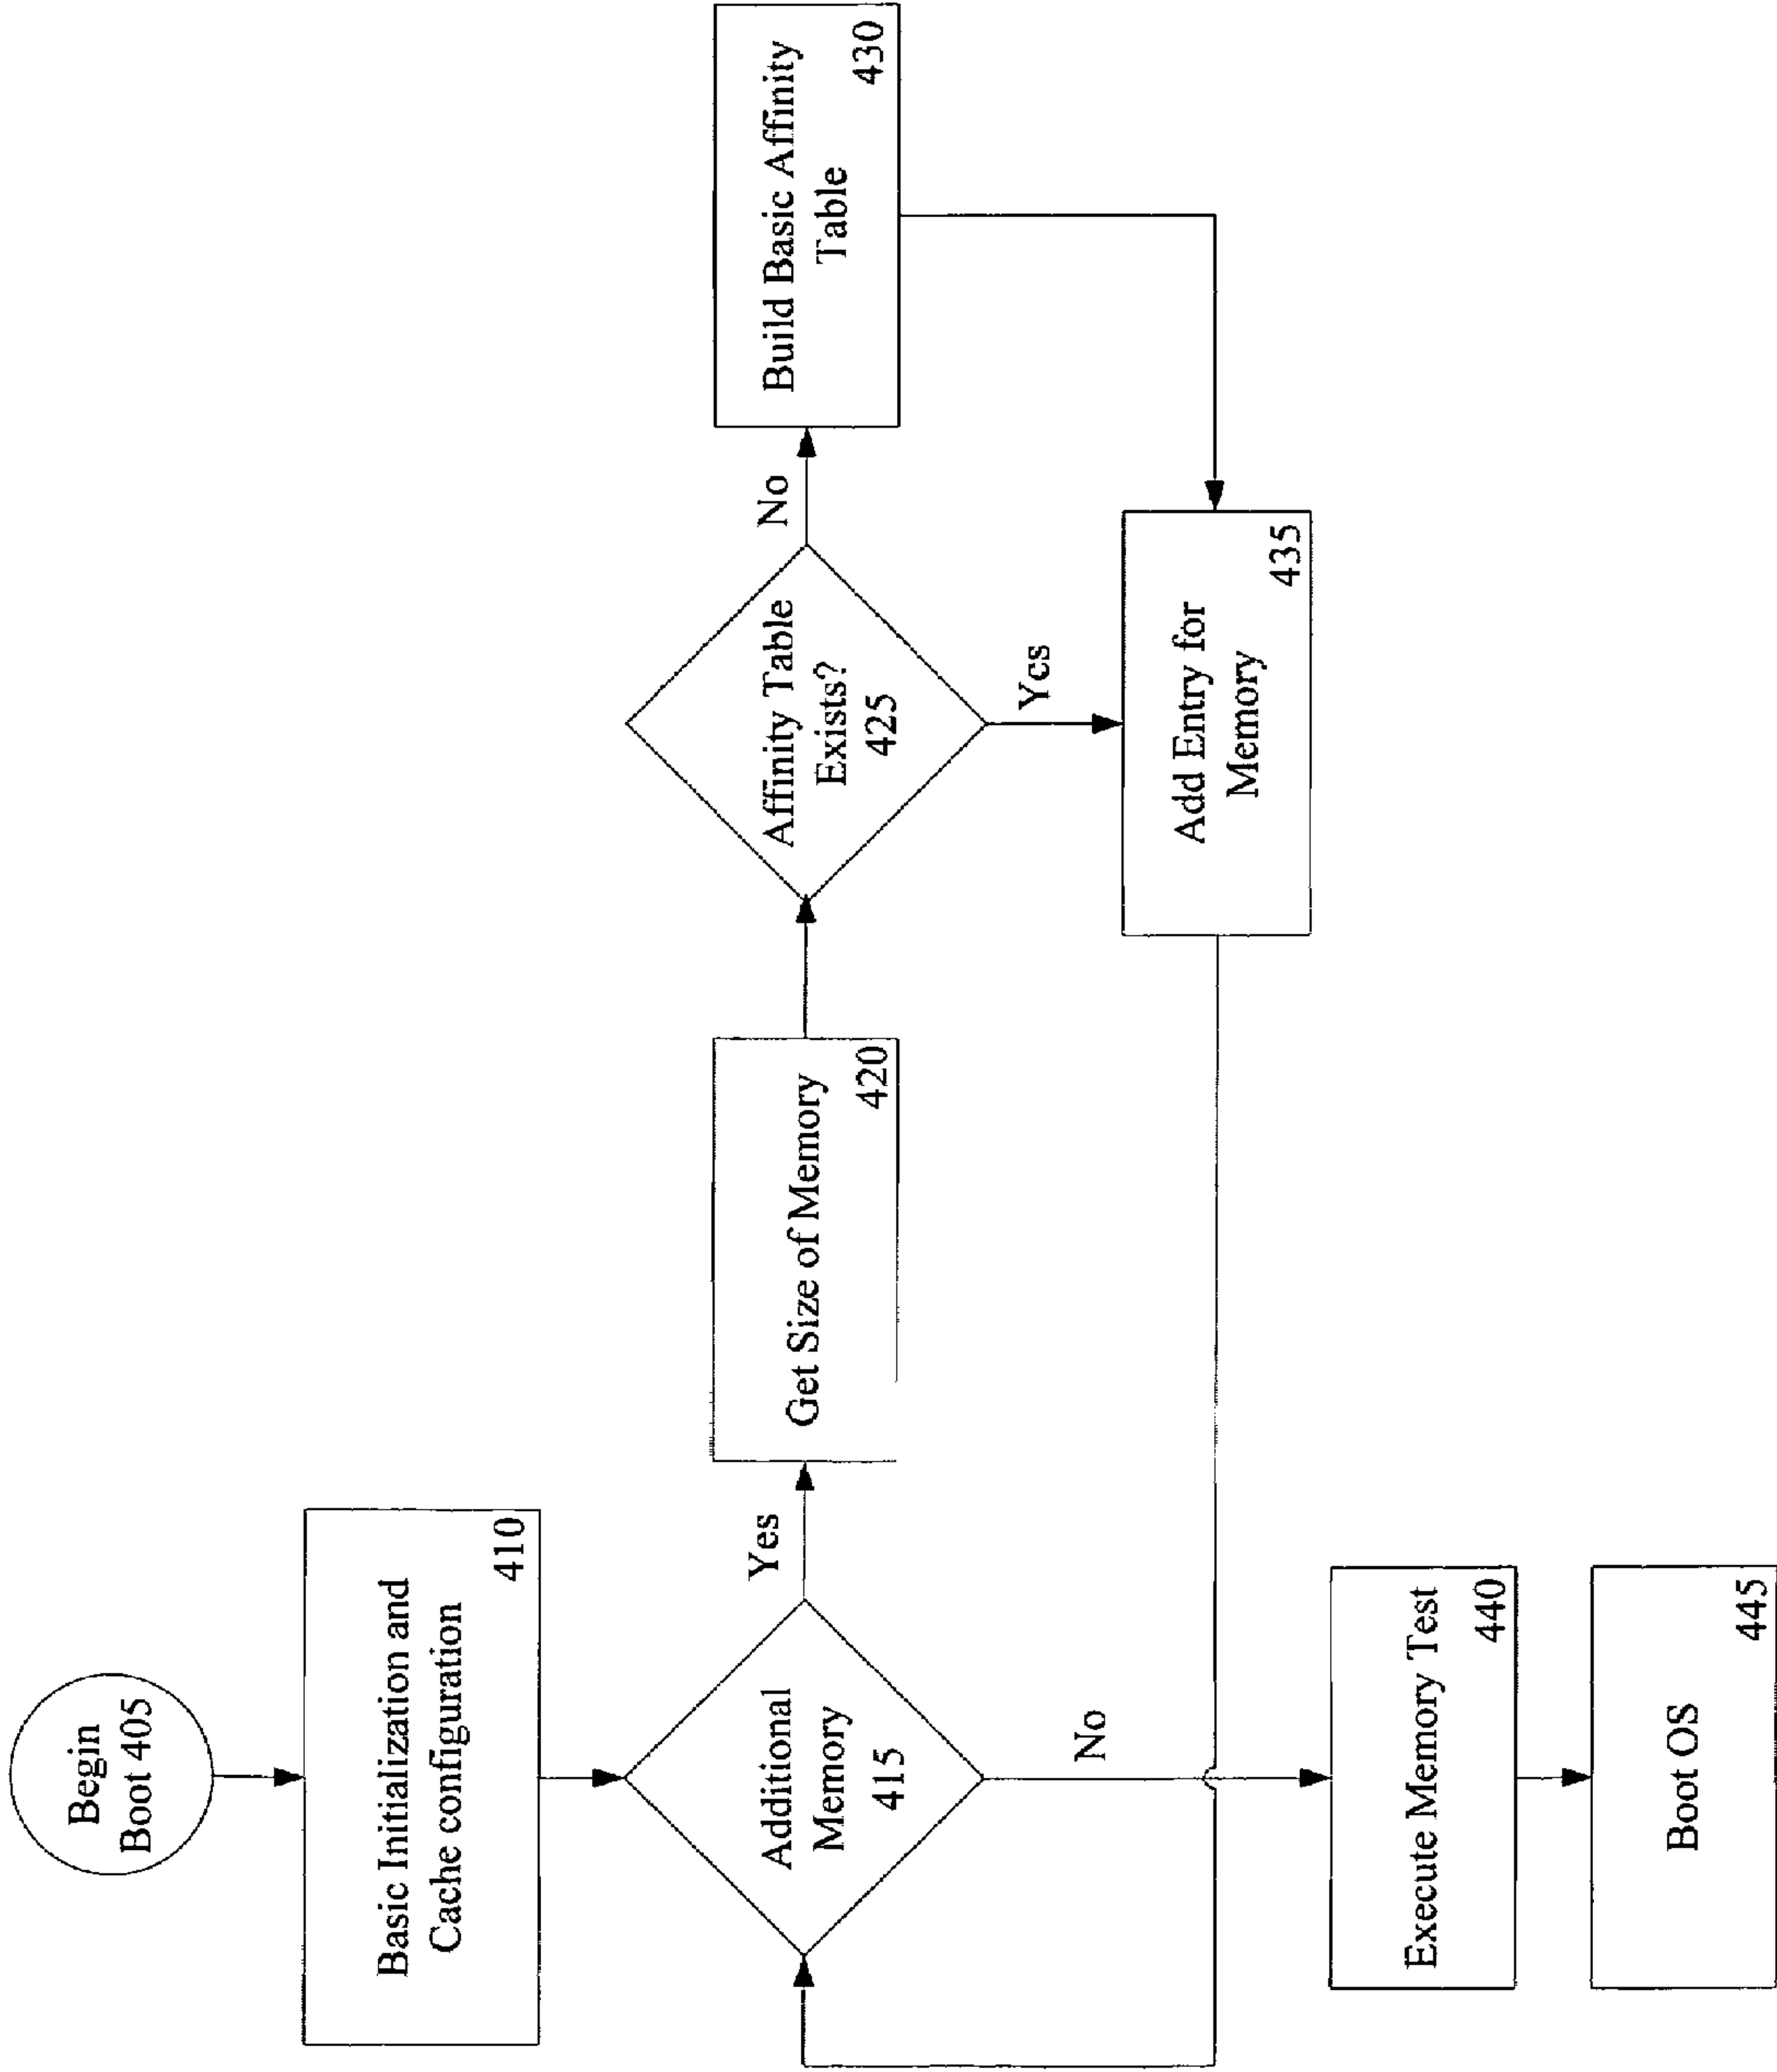 Begin
Boot 405
Basic Initialization and
Cache configuration
410
Additional
Memory
415
Yes
No
Get Size of Memory
420
Affinity Table
Exists?
425
No
Yes
Build Basic Affinity
Table
430
Add Entry for
Memory
435
Execute Memory Test
440
Boot OS
445